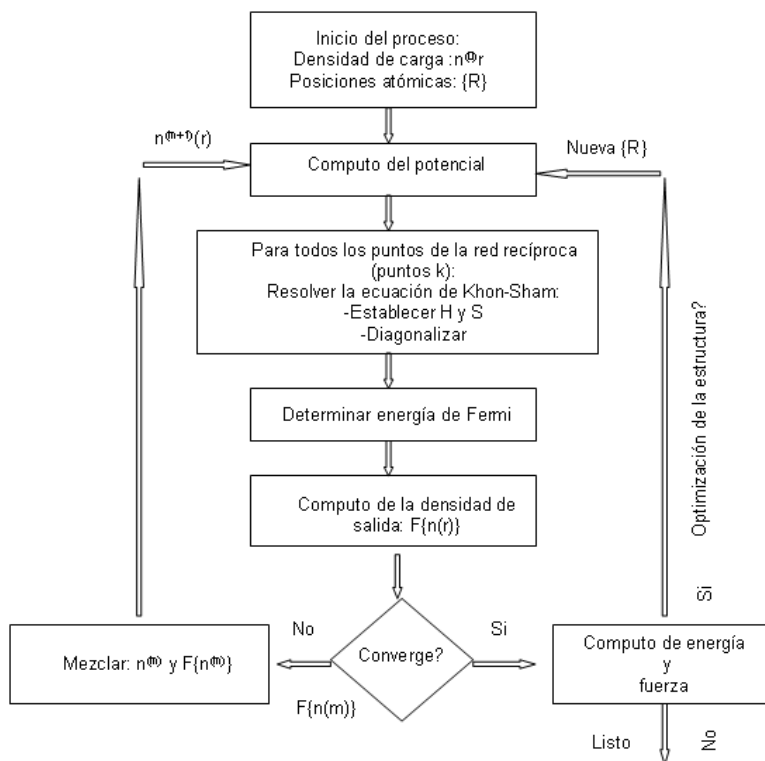 Inicio del proceso:
Densidad de carga :n⁽⁰⁾r
Posiciones atómicas: {R}
n⁽ᵐ⁺¹⁾(r)
Nueva {R}
Computo del potencial
Para todos los puntos de la red recíproca
(puntos k):
Resolver la ecuación de Khon-Sham:
-Establecer H y S
-Diagonalizar
Optimización de la estructura?
Determinar energía de Fermi
Computo de la densidad de
salida: F{n(r)}
Si
No
Si
Converge?
Mezclar: n⁽ᵐ⁾ y F{n⁽ᵐ⁾}
Computo de energía
y
fuerza
F{n(m)}
Listo
No